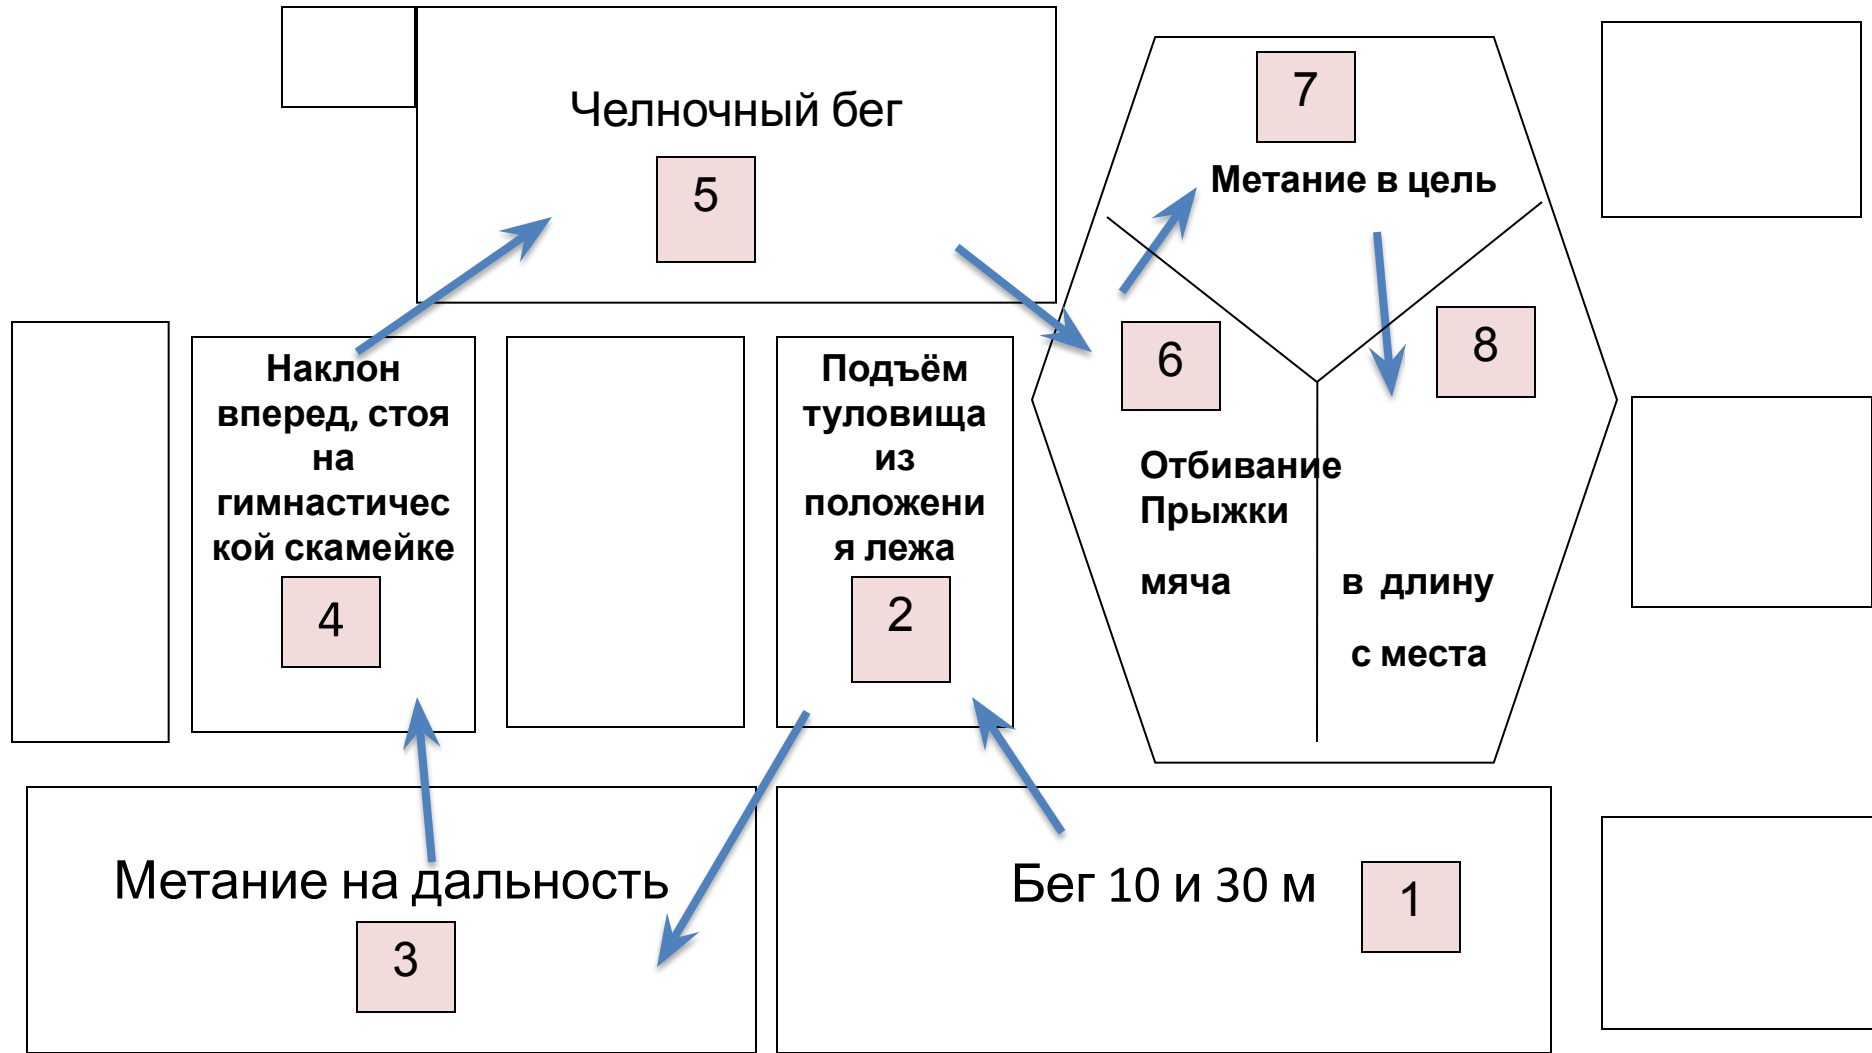 Челночный бег
5
7
Метание в цель
6
8
Отбивание
Прыжки
мяча
в длину
с места
Наклон
вперед, стоя
на
гимнастичес
кой скамейке
4
Подъём
туловища
из
положени
я лежа
2
Метание на дальность
3
Бег 10 и 30 м
1